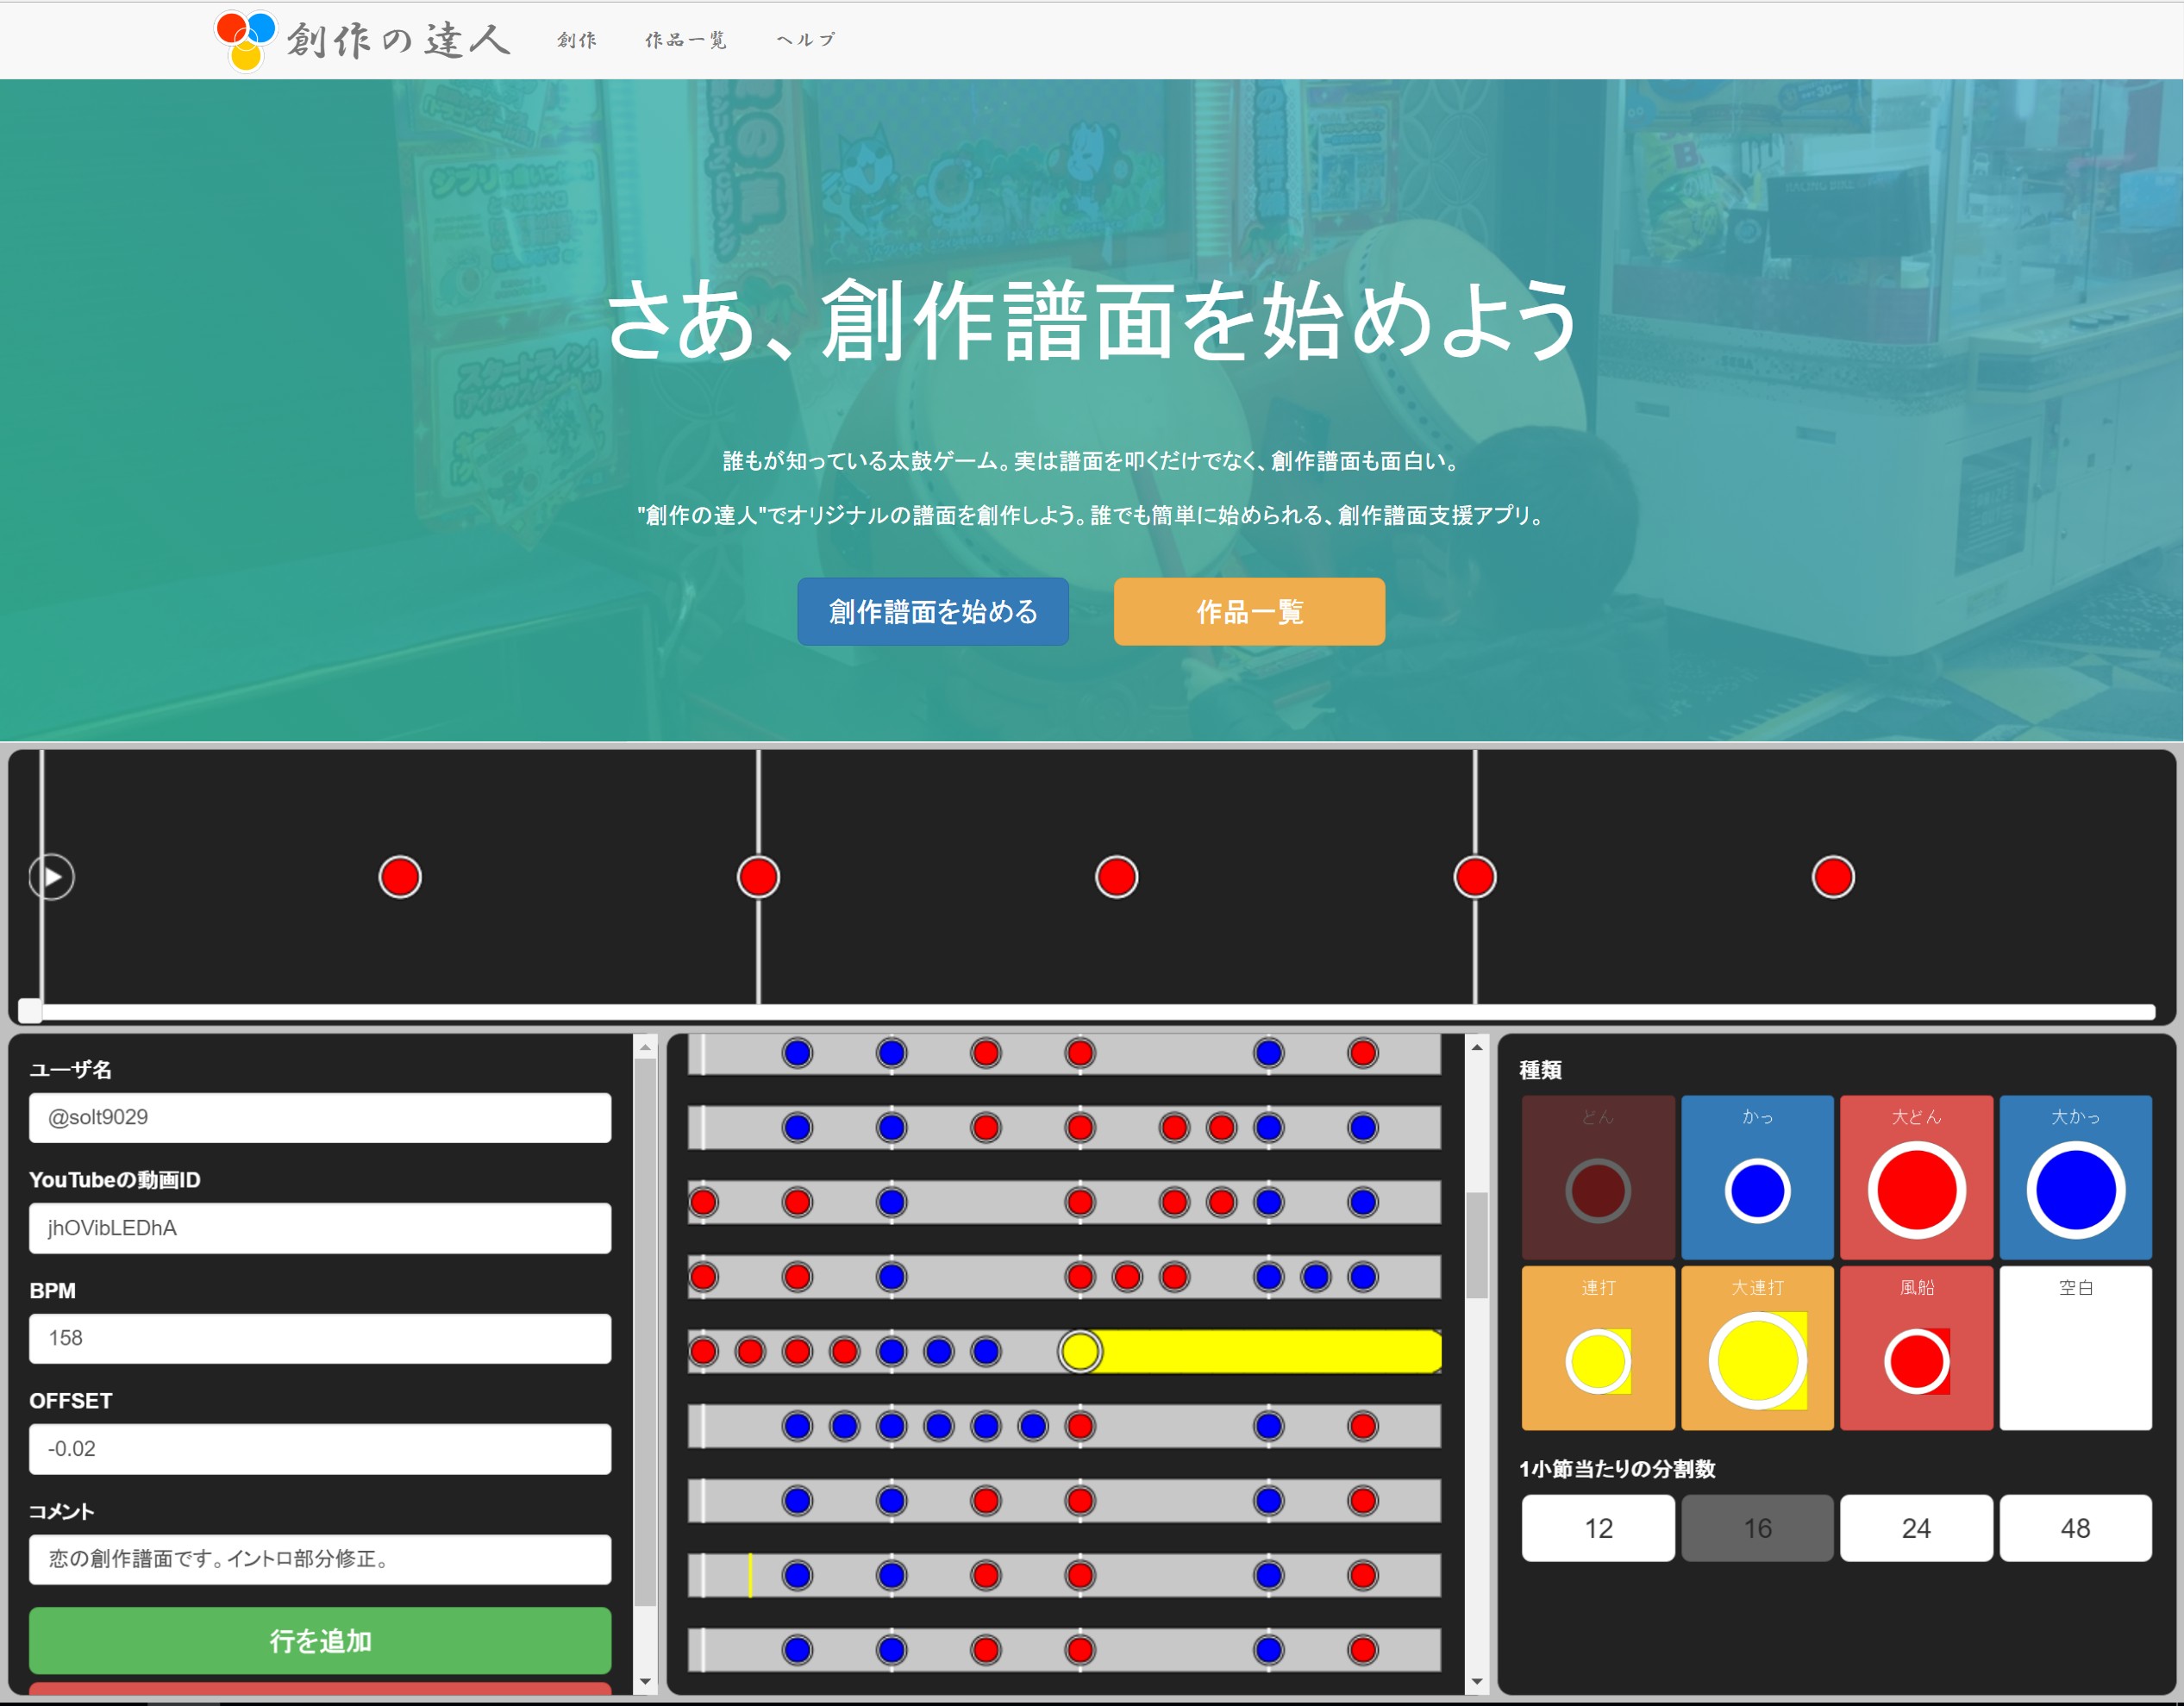 創作の達人
創作 作品一覧 ヘルプ
さあ、創作譜面を始めよう
誰もが知っている太鼓ゲーム。実は譜面を叩くだけでなく、創作譜面も面白い。
"創作の達人"でオリジナルの譜面を創作しよう。誰でも簡単に始められる、創作譜面支援アプリ。
創作譜面を始める 作品一覧
ユーザ名
@solt9029
YouTubeの動画ID
jhOVibLEDhA
BPM
158
OFFSET
-0.02
コメント
恋の創作譜面です。イントロ部分修正。
行を追加
種類
どん かっ 大どん 大かっ
連打 大連打 風船 空白
1小節当たりの分割数
12 16 24 48